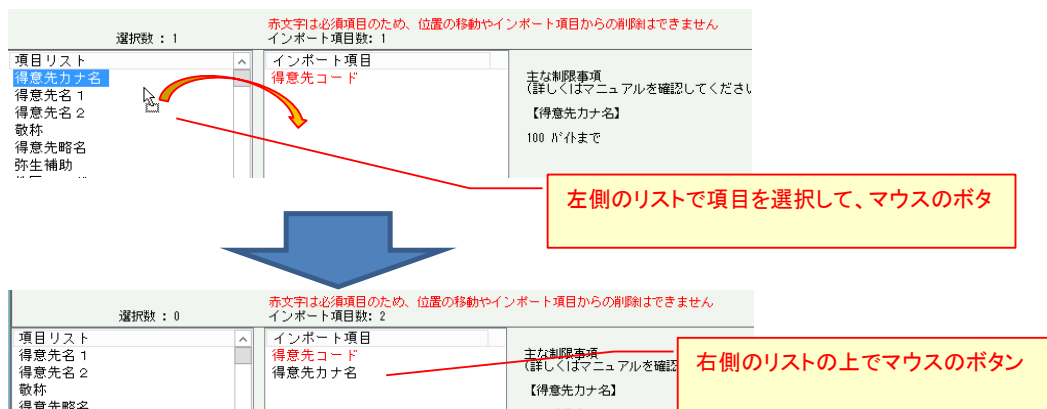 赤文字は必須項目のため、位置の移動やインポート項目からの削除はできません
選択数 : 1
インポート項目数: 1
項目リスト
得意先カナ名
得意先名1
得意先名2
敬称
得意先略名
弥生補助
インポート項目
得意先コード
主な制限事項
(詳しくはマニュアルを確認してくださ
【得意先カナ名】
100 バイトまで
左側のリストで項目を選択して、マウスのボタ
赤文字は必須項目のため、位置の移動やインポート項目からの削除はできません
選択数 : 0
インポート項目数: 2
項目リスト
得意先名1
得意先名2
敬称
得意先略名
インポート項目
得意先コード
得意先カナ名
主な制限事項
(詳しくはマニュアルを確認
【得意先カナ名】
右側のリストの上でマウスのボタン